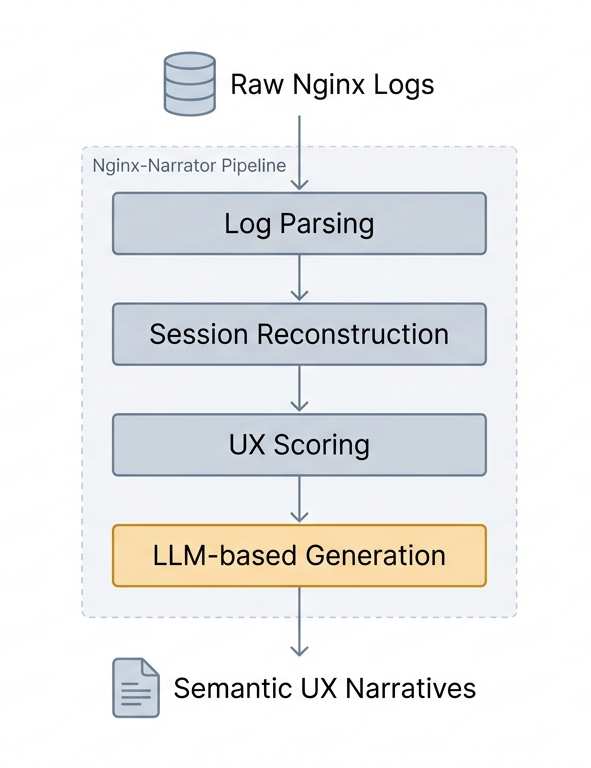 Raw Nginx Logs
Nginx-Narrator Pipeline
Log Parsing
Session Reconstruction
UX Scoring
LLM-based Generation
Semantic UX Narratives